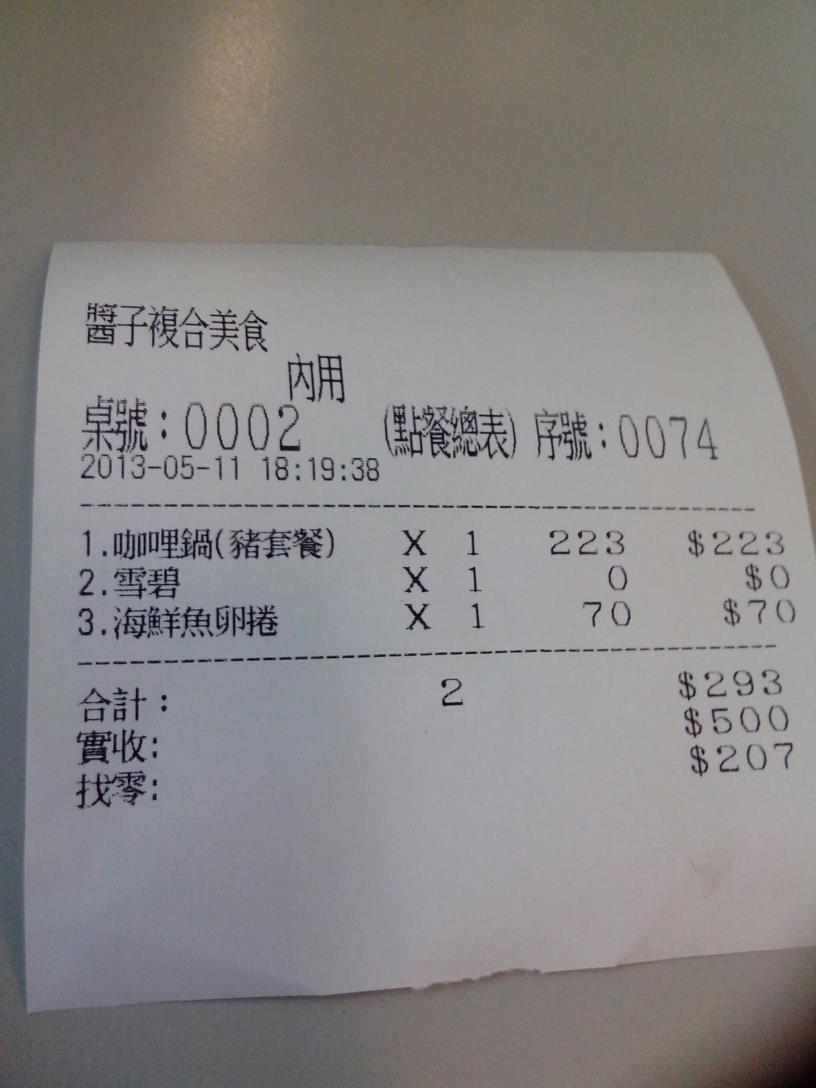 醬子複合美食
內用
桌號：0002 (點餐總表) 序號：0074
2013-05-11 18:19:38
1.咖哩鍋(豬套餐) X 1 223 $223
2.雪碧 X 1 0 $0
3.海鮮魚卵捲 X 1 70 $70
合計： 2 $293
實收： $500
找零： $207